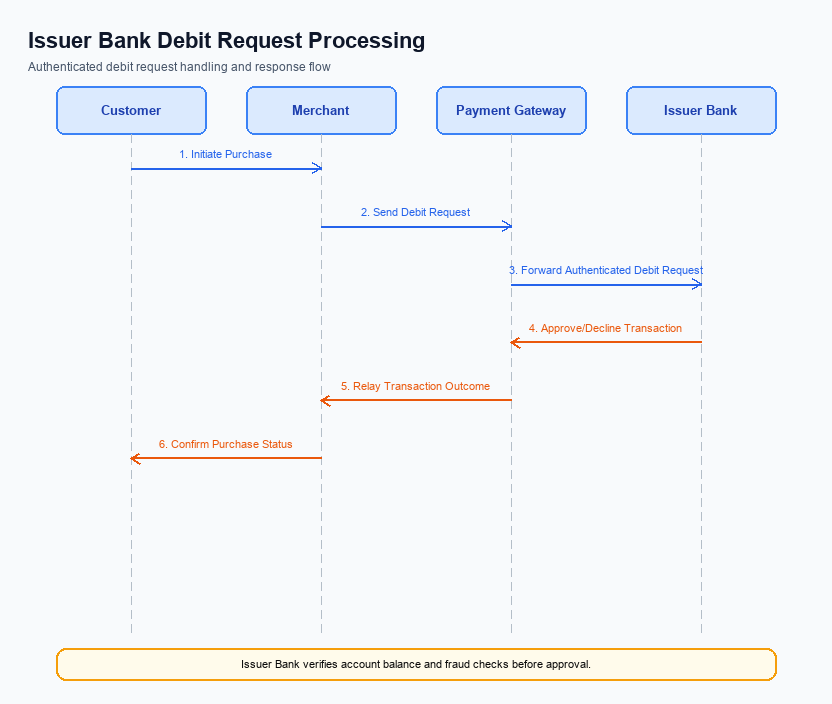 Issuer Bank Debit Request Processing
Authenticated debit request handling and response flow
Customer
Merchant
Payment Gateway
Issuer Bank
1. Initiate Purchase
2. Send Debit Request
3. Forward Authenticated Debit Request
4. Approve/Decline Transaction
5. Relay Transaction Outcome
6. Confirm Purchase Status
Issuer Bank verifies account balance and fraud checks before approval.